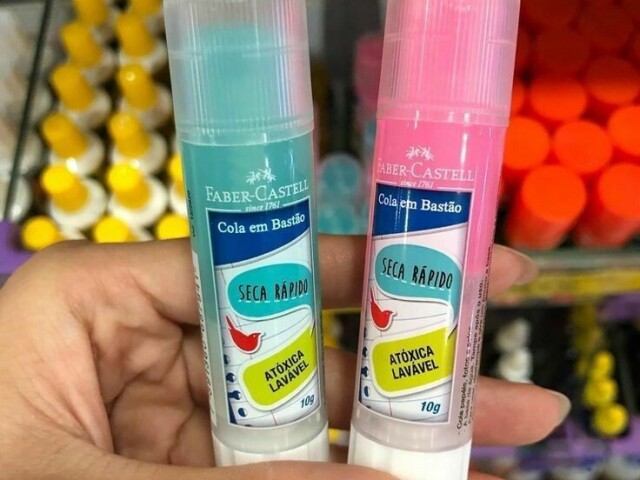 FABER-CASTELL
since 1761
Cola em Bastão
SECA RÁPIDO
ATÓXICA
LAVÁVEL
10g
FABER-CASTELL
since 1761
Cola em Bastão
SECA RÁPIDO
ATÓXICA
LAVÁVEL
10g